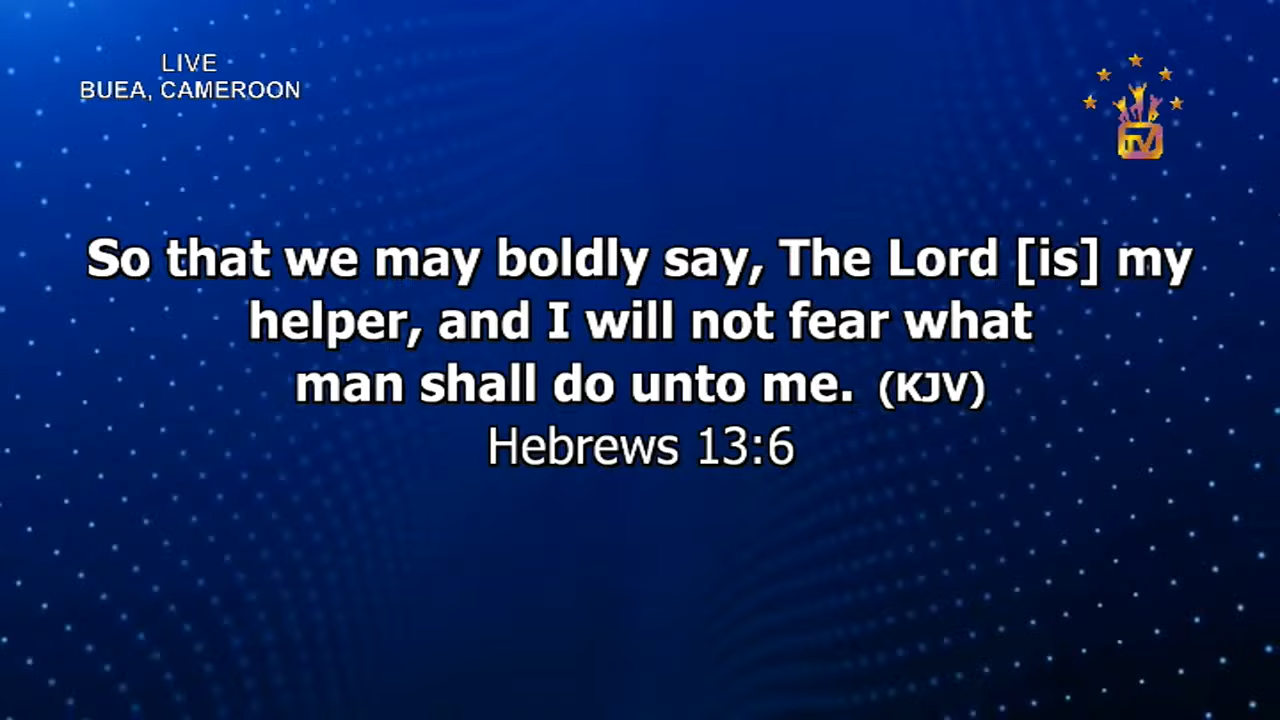 LIVE
BUEA, CAMEROON
TV
So that we may boldly say, The Lord [is] my
helper, and I will not fear what
man shall do unto me. (KJV)
Hebrews 13:6